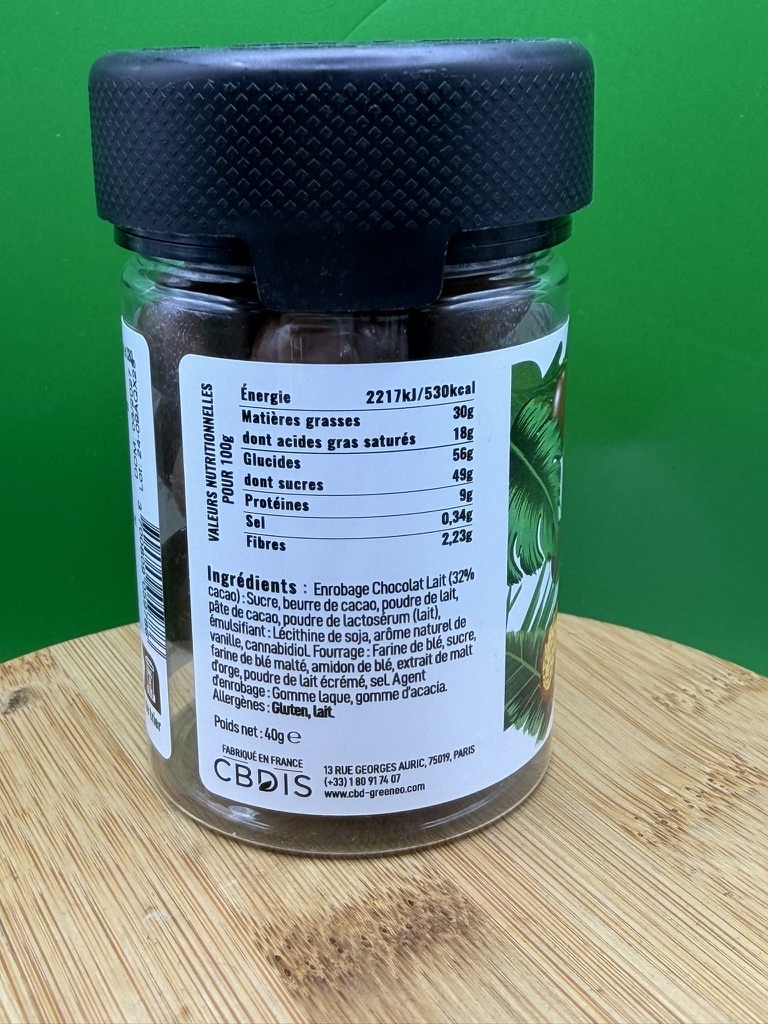 VALEURS NUTRITIONNELLES
POUR 100g
Énergie 2217kJ/530kcal
Matières grasses 30g
dont acides gras saturés 18g
Glucides 56g
dont sucres 49g
Protéines 9g
Sel 0,34g
Fibres 2,23g
Ingrédients : Enrobage Chocolat Lait (32%
cacao) : Sucre, beurre de cacao, poudre de lait,
pâte de cacao, poudre de lactosérum (lait),
émulsifiant : Lécithine de soja, arôme naturel de
vanille, cannabidiol. Fourrage : Farine de blé, sucre,
farine de blé malté, amidon de blé, extrait de malt
d'orge, poudre de lait écrémé, sel. Agent
d'enrobage : Gomme laque, gomme d'acacia.
Allergènes : Gluten, lait.
Poids net : 40g e
FABRIQUÉ EN FRANCE
CBDIS
13 RUE GEORGES AURIC, 75019, PARIS
(+33) 1 80 91 74 07
www.cbd-greeneo.com